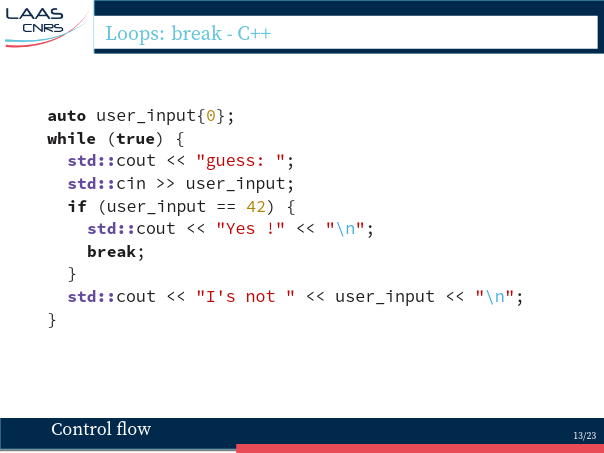 LAAS
CNRS
Loops: break - C++
auto user_input{0};
while (true) {
  std::cout << "guess: ";
  std::cin >> user_input;
  if (user_input == 42) {
    std::cout << "Yes !" << "\n";
    break;
  }
  std::cout << "I's not " << user_input << "\n";
}
Control flow
13/23